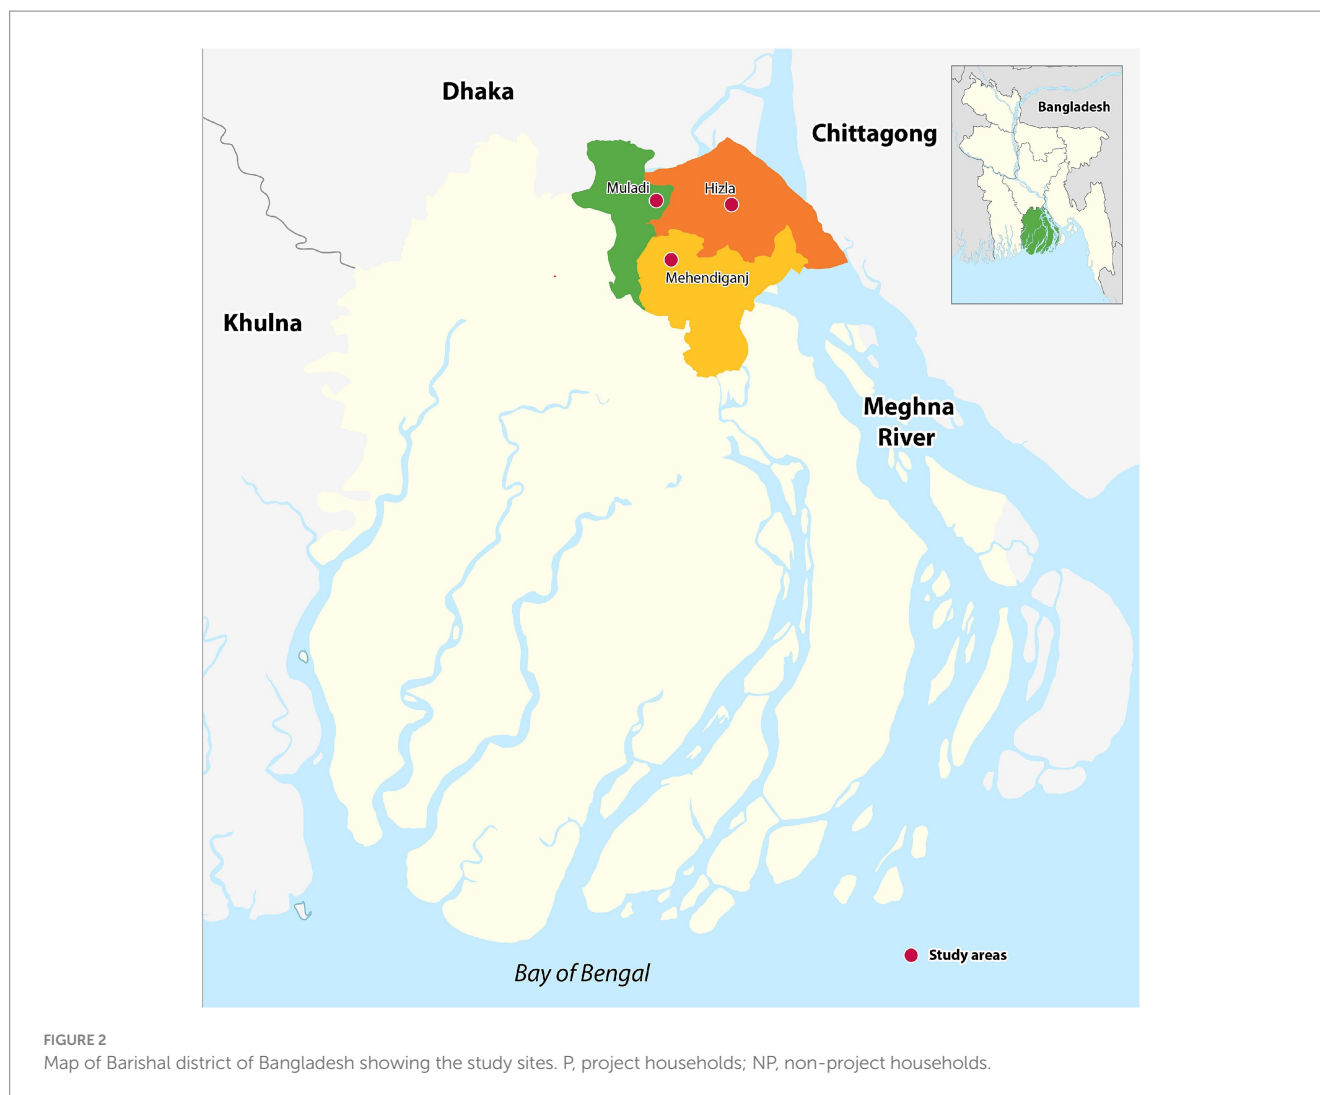 Dhaka
Bangladesh
Chittagong
Muladi
Hizla
Mehendiganj
Khulna
Meghna
River
Study areas
Bay of Bengal
FIGURE 2
Map of Barishal district of Bangladesh showing the study sites. P, project households; NP, non-project households.